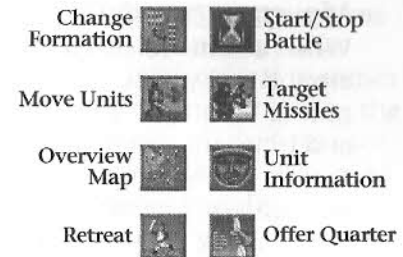 Change
Formation
Start/Stop
Battle
Move Units
Target
Missiles
Overview
Map
Unit
Information
Retreat
Offer Quarter